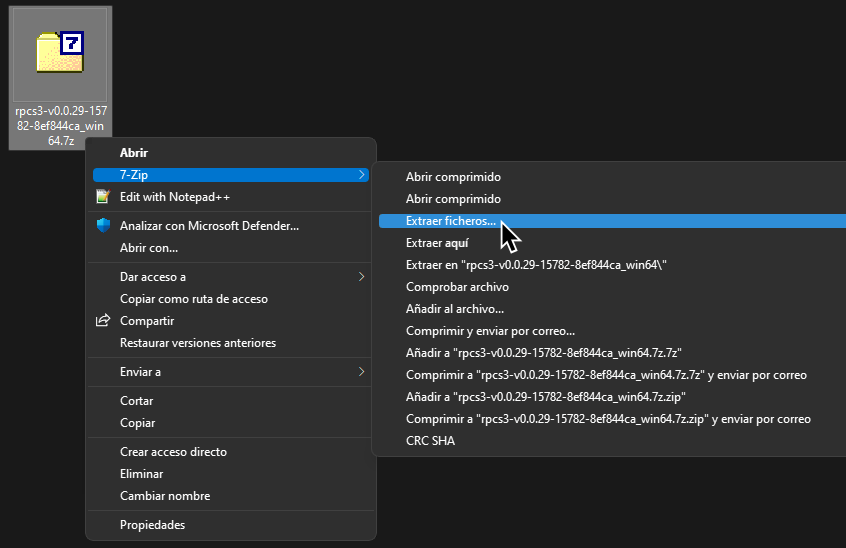 7
rpcs3-v0.0.29-157
82-8ef844ca_win
64.7z
Abrir
7-Zip
Edit with Notepad++
Analizar con Microsoft Defender...
Abrir con...
Dar acceso a
Copiar como ruta de acceso
Compartir
Restaurar versiones anteriores
Enviar a
Cortar
Copiar
Crear acceso directo
Eliminar
Cambiar nombre
Propiedades
Abrir comprimido
Abrir comprimido
Extraer ficheros...
Extraer aquí
Extraer en "rpcs3-v0.0.29-15782-8ef844ca_win64\"
Comprobar archivo
Añadir al archivo...
Comprimir y enviar por correo...
Añadir a "rpcs3-v0.0.29-15782-8ef844ca_win64.7z.7z"
Comprimir a "rpcs3-v0.0.29-15782-8ef844ca_win64.7z.7z" y enviar por correo
Añadir a "rpcs3-v0.0.29-15782-8ef844ca_win64.7z.zip"
Comprimir a "rpcs3-v0.0.29-15782-8ef844ca_win64.7z.zip" y enviar por correo
CRC SHA